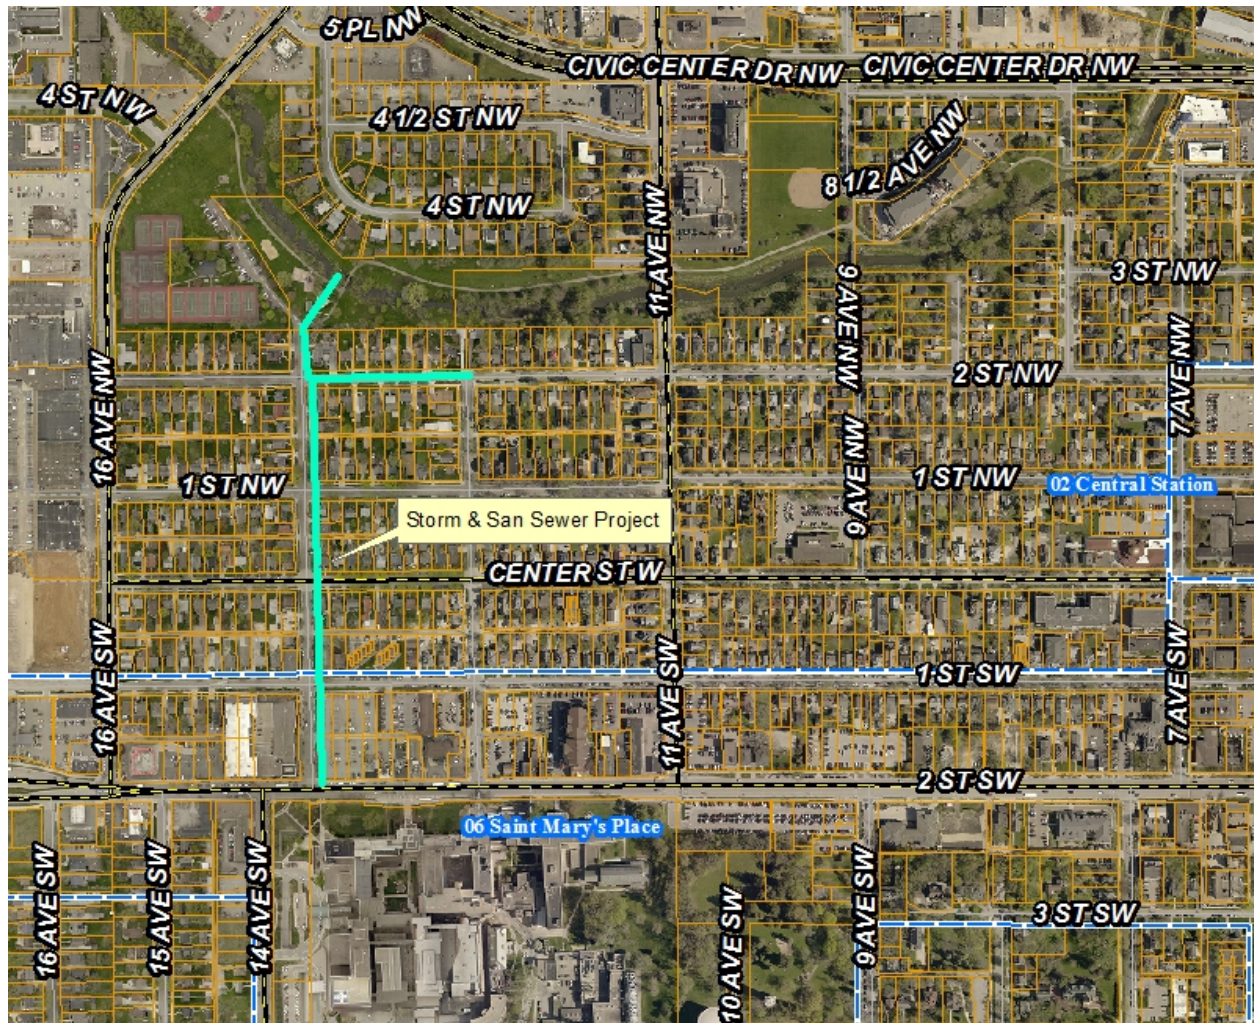 5 PL NW
CIVIC CENTER DR NW
CIVIC CENTER DR NW
4 ST NW
4 1/2 ST NW
8 1/2 AVE NW
4 ST NW
11 AVE NW
3 ST NW
9 AVE NW
7 AVE NW
2 ST NW
16 AVE NW
9 AVE NW
1 ST NW
1 ST NW
02 Central Station
Storm & San Sewer Project
CENTER ST W
16 AVE SW
11 AVE SW
1 ST SW
7 AVE SW
2 ST SW
06 Saint Mary's Place
16 AVE SW
15 AVE SW
14 AVE SW
10 AVE SW
9 AVE SW
3 ST SW